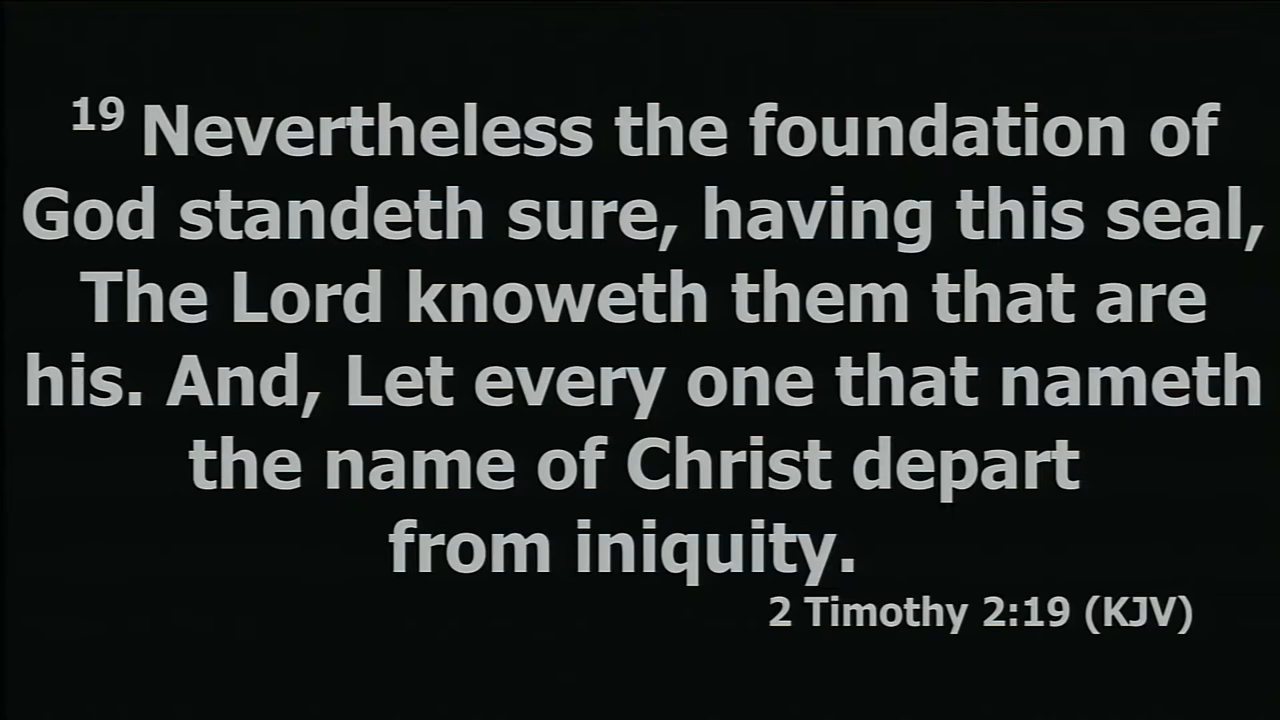 19 Nevertheless the foundation of
God standeth sure, having this seal,
The Lord knoweth them that are
his. And, Let every one that nameth
the name of Christ depart
from iniquity.
2 Timothy 2:19 (KJV)